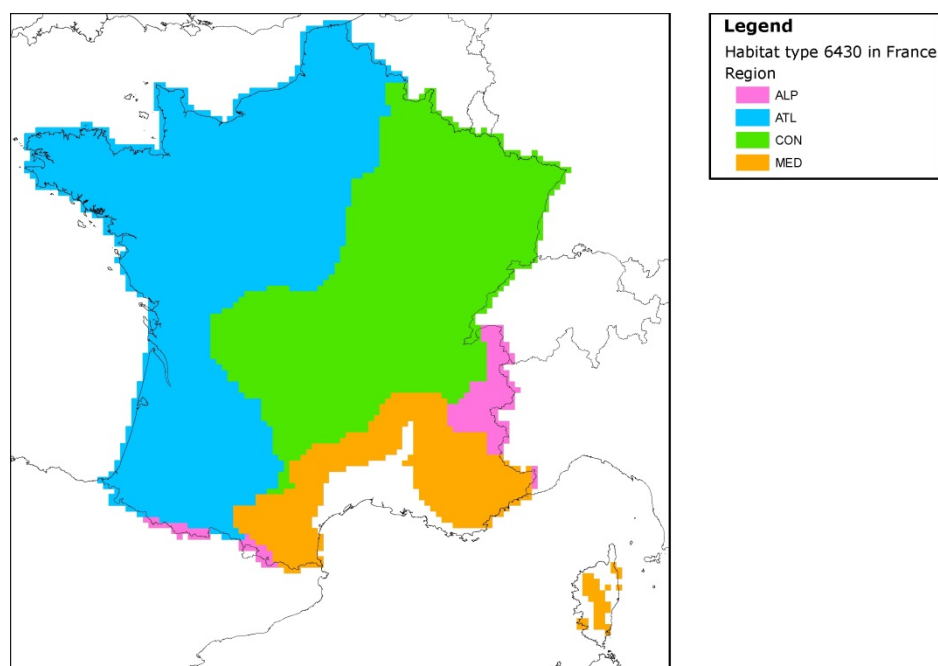 Legend
Habitat type 6430 in France
Region
ALP
ATL
CON
MED